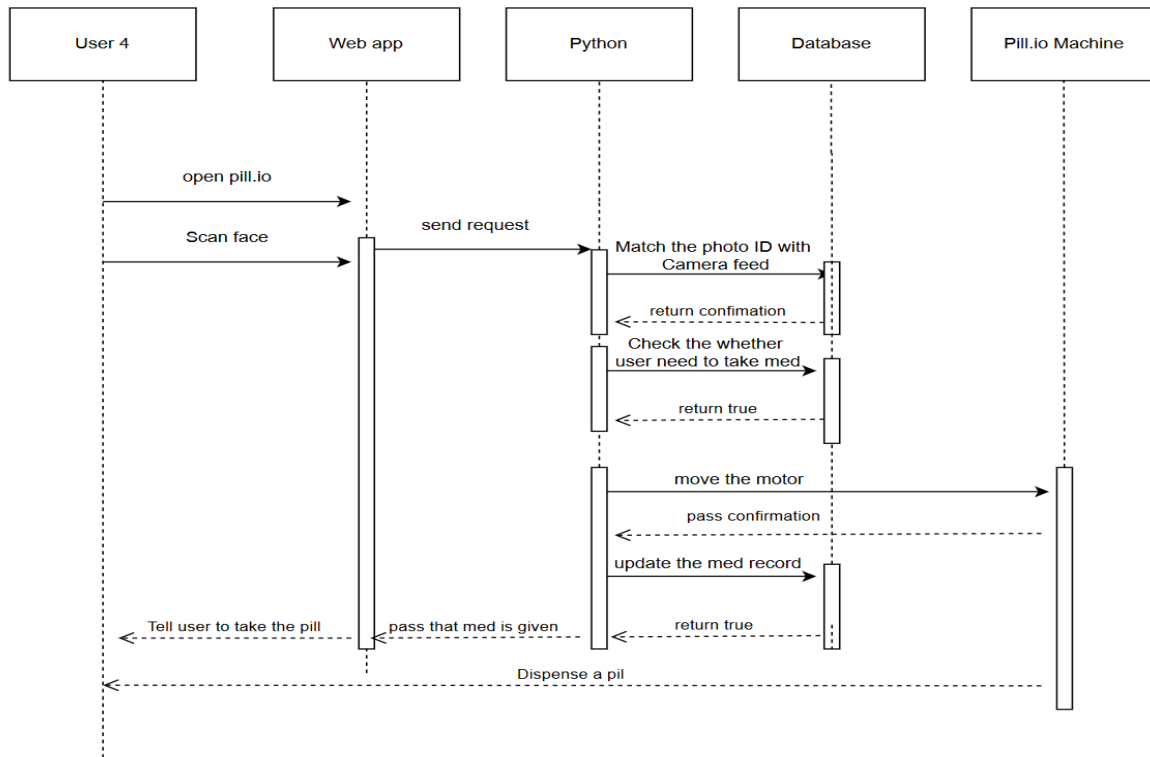 User 4
Web app
Python
Database
Pill.io Machine
open pill.io
Scan face
send request
Match the photo ID with
Camera feed
return confimation
Check the whether
user need to take med
return true
move the motor
pass confirmation
update the med record
Tell user to take the pill
pass that med is given
return true
Dispense a pil